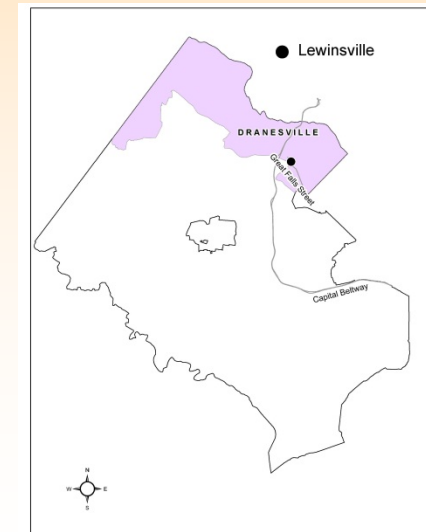 Lewinsville
DRANESVILLE
Great Falls Street
Capital Beltway
N
W E
S